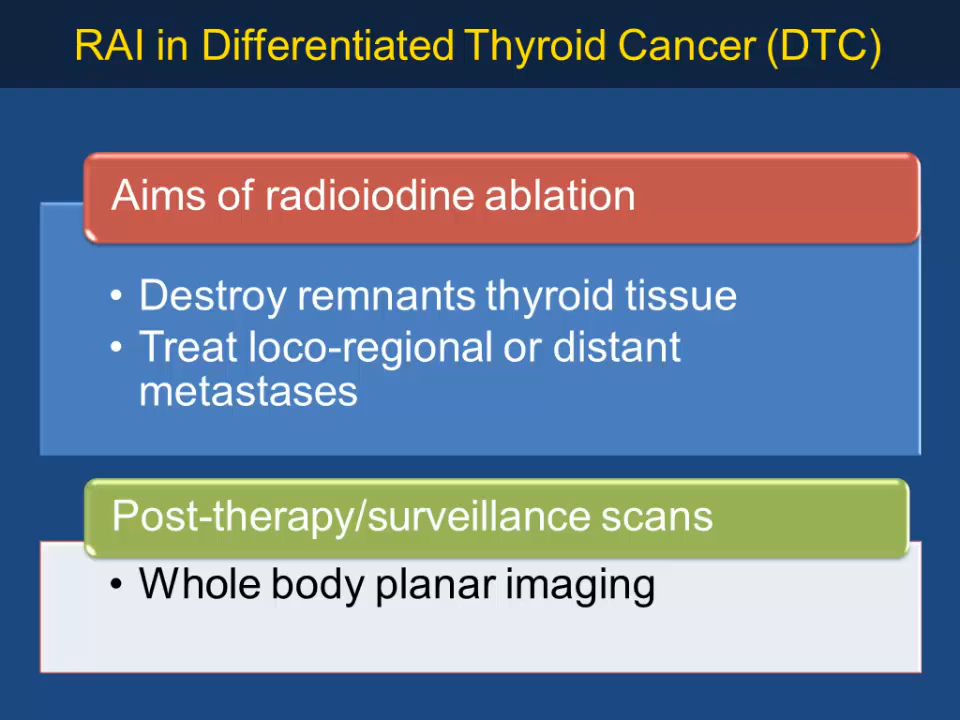 RAI in Differentiated Thyroid Cancer (DTC)
Aims of radioiodine ablation
• Destroy remnants thyroid tissue
• Treat loco-regional or distant
metastases
Post-therapy/surveillance scans
• Whole body planar imaging